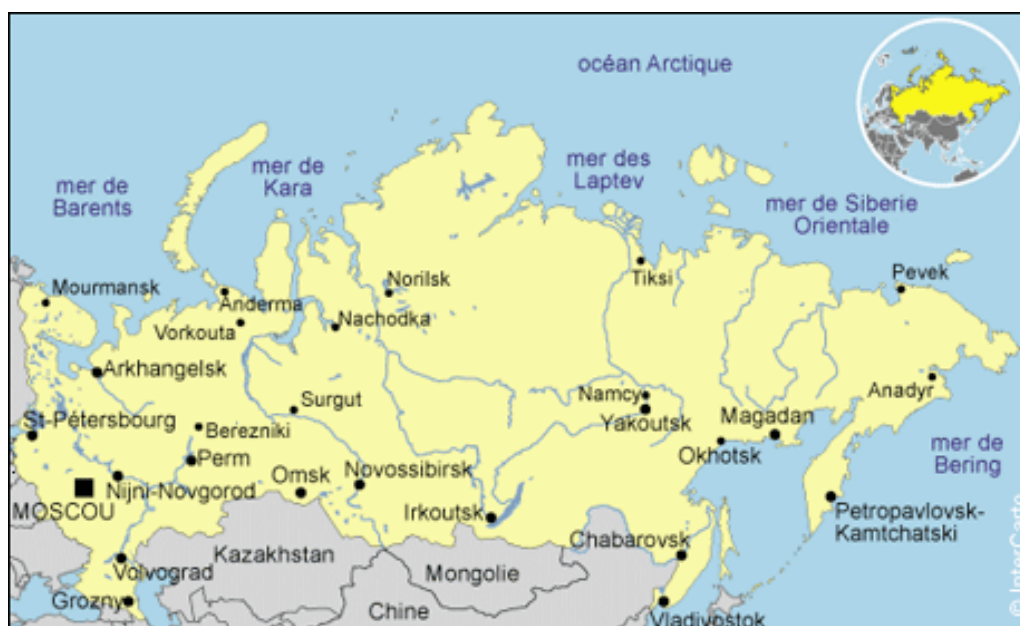 océan Arctique
mer de
Barents
mer de
Kara
mer des
Laptev
mer de Siberie
Orientale
Mourmansk
Anderma
Vorkouta
Norilsk
Nachodka
Tiksi
Pevek
Arkhangelsk
Surgut
Namcy
Yakoutsk
Magadan
Anadyr
St-Pétersbourg
Berezniki
Perm
Okhotsk
mer de
Bering
Nijni-Novgorod
Omsk
Novossibirsk
MOSCOU
Irkoutsk
Petropavlovsk-
Kamtchatski
Chabarovsk
Kazakhstan
Mongolie
Chine
Volvograd
Grozny
Vladivostok
© InterCarto